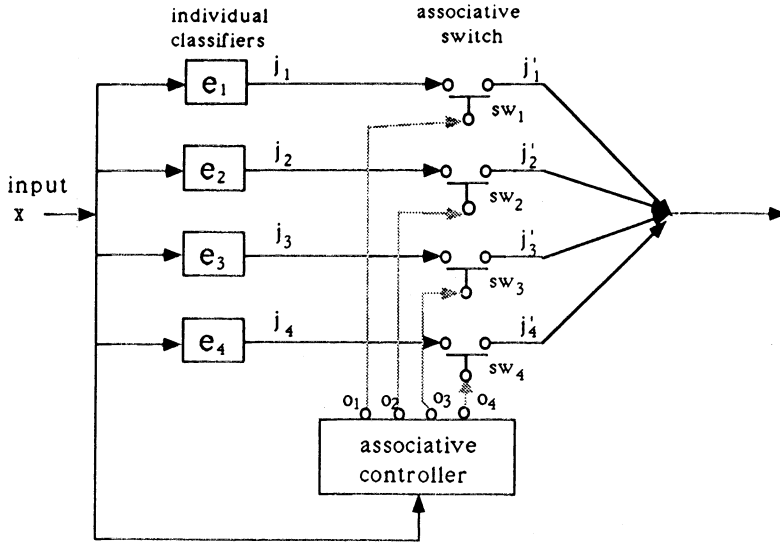 individual
classifiers
associative
switch
e₁ j₁ j'₁
sw₁
e₂ j₂ j'₂
sw₂
input
x
e₃ j₃ j'₃
sw₃
e₄ j₄ j'₄
sw₄
o₁ o₂ o₃ o₄
associative
controller